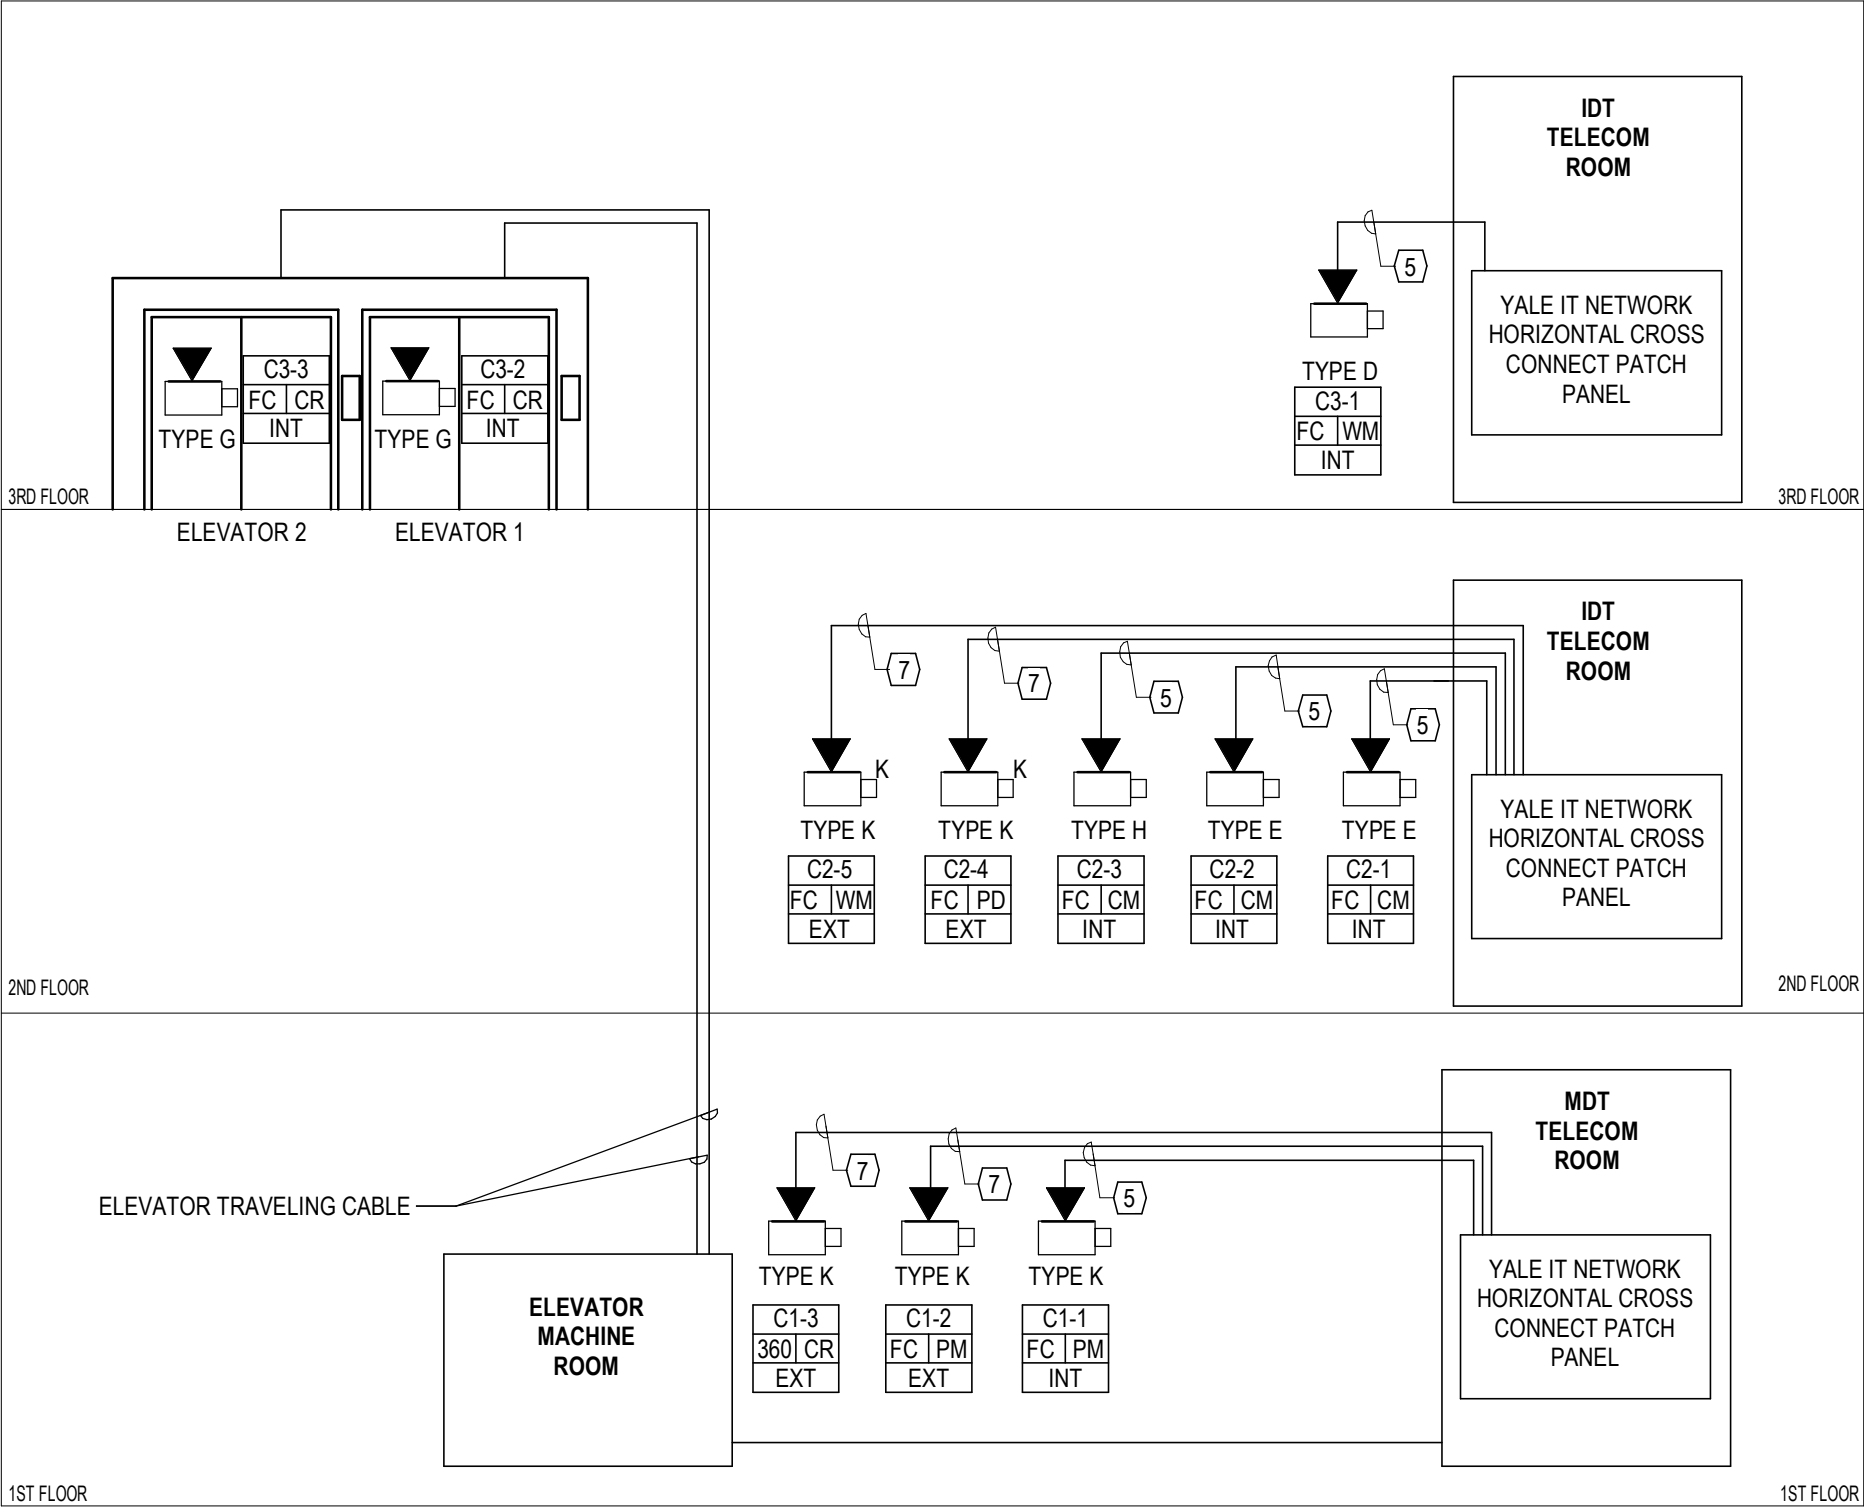 IDT
TELECOM
ROOM
5
YALE IT NETWORK
HORIZONTAL CROSS
CONNECT PATCH
PANEL
TYPE D
C3-1
FC WM
INT
C3-3
FC CR
INT
TYPE G
C3-2
FC CR
INT
TYPE G
3RD FLOOR
3RD FLOOR
ELEVATOR 2
ELEVATOR 1
IDT
TELECOM
ROOM
7
7
5
5
5
K
K
TYPE K
TYPE K
TYPE H
TYPE E
TYPE E
C2-5
FC WM
EXT
C2-4
FC PD
EXT
C2-3
FC CM
INT
C2-2
FC CM
INT
C2-1
FC CM
INT
YALE IT NETWORK
HORIZONTAL CROSS
CONNECT PATCH
PANEL
2ND FLOOR
2ND FLOOR
MDT
TELECOM
ROOM
7
7
5
ELEVATOR TRAVELING CABLE
TYPE K
TYPE K
TYPE K
C1-3
360 CR
EXT
C1-2
FC PM
EXT
C1-1
FC PM
INT
YALE IT NETWORK
HORIZONTAL CROSS
CONNECT PATCH
PANEL
ELEVATOR
MACHINE
ROOM
1ST FLOOR
1ST FLOOR